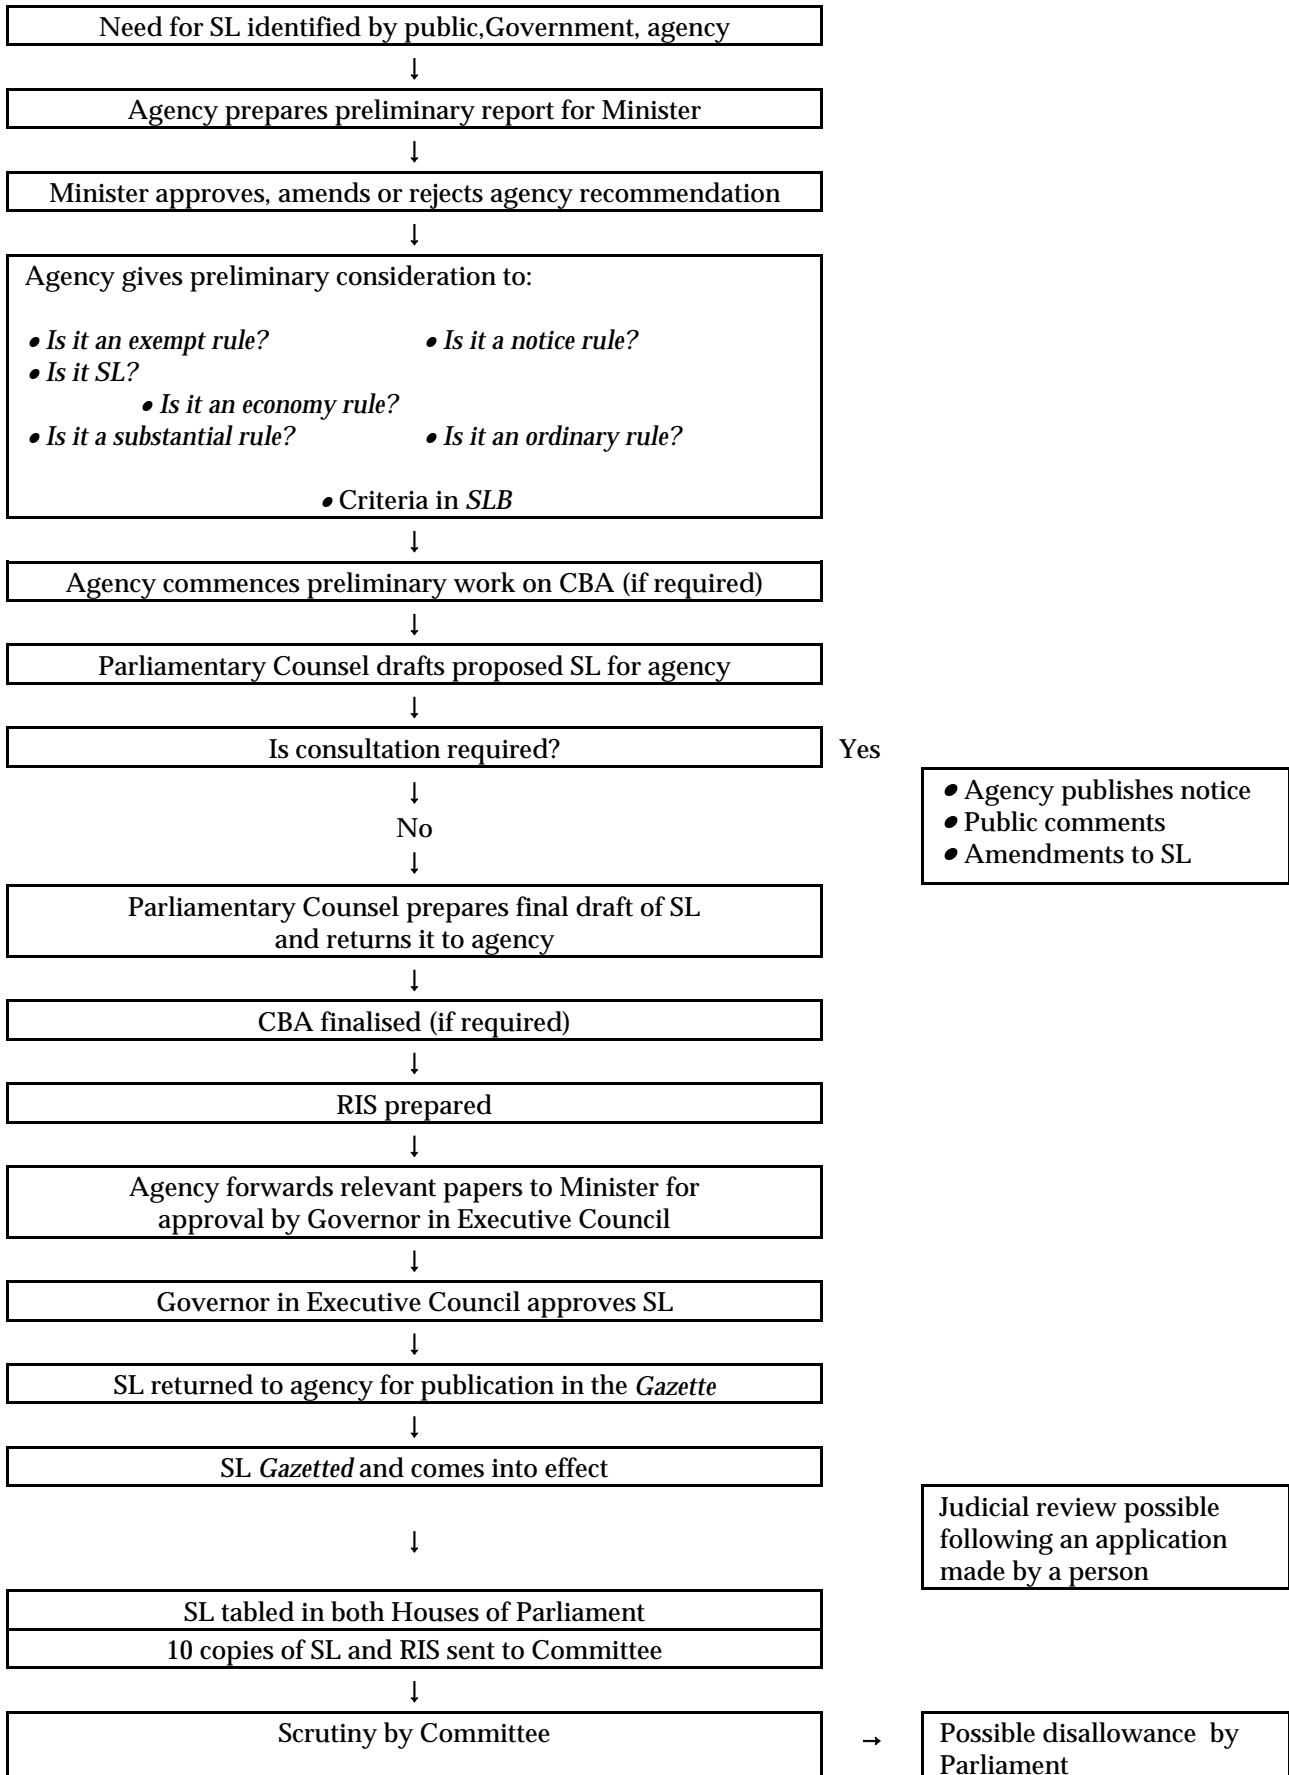 Need for SL identified by public,Government, agency
↓
Agency prepares preliminary report for Minister
↓
Minister approves, amends or rejects agency recommendation
↓
Agency gives preliminary consideration to:
• Is it an exempt rule? • Is it a notice rule?
• Is it SL?
• Is it an economy rule?
• Is it a substantial rule? • Is it an ordinary rule?
• Criteria in SLB
↓
Agency commences preliminary work on CBA (if required)
↓
Parliamentary Counsel drafts proposed SL for agency
↓
Is consultation required? Yes
• Agency publishes notice
• Public comments
• Amendments to SL
↓
No
↓
Parliamentary Counsel prepares final draft of SL
and returns it to agency
↓
CBA finalised (if required)
↓
RIS prepared
↓
Agency forwards relevant papers to Minister for
approval by Governor in Executive Council
↓
Governor in Executive Council approves SL
↓
SL returned to agency for publication in the Gazette
↓
SL Gazetted and comes into effect
Judicial review possible
following an application
made by a person
↓
SL tabled in both Houses of Parliament
10 copies of SL and RIS sent to Committee
↓
Scrutiny by Committee → Possible disallowance by
Parliament